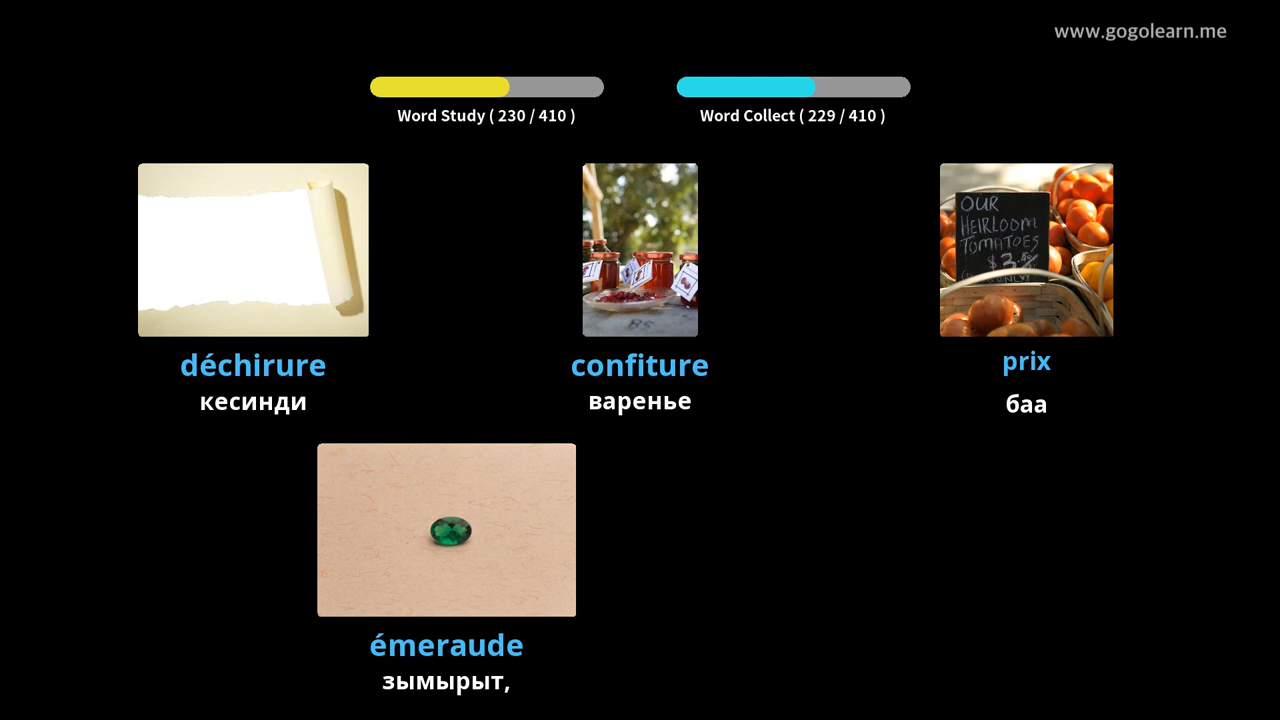 www.gogolearn.me
Word Study ( 230 / 410 )
Word Collect ( 229 / 410 )
OUR
HEIRLOOM
TOMATOES
$3.
déchirure
confiture
prix
кесинди
варенье
баа
émeraude
зымырыт,